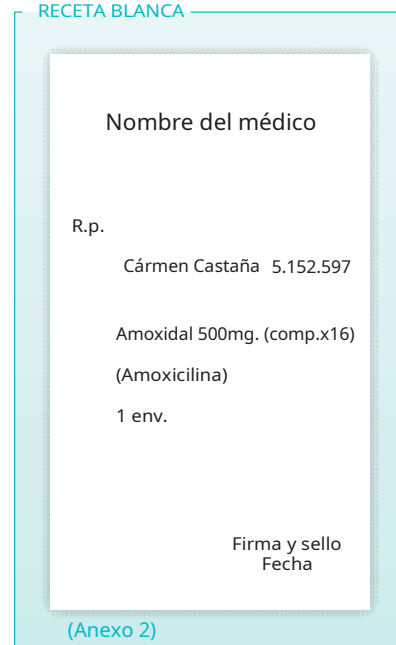 RECETA BLANCA
Nombre del médico
R.p.
Cármen Castaña 5.152.597
Amoxidal 500mg. (comp.x16)
(Amoxicilina)
1 env.
Firma y sello
Fecha
(Anexo 2)